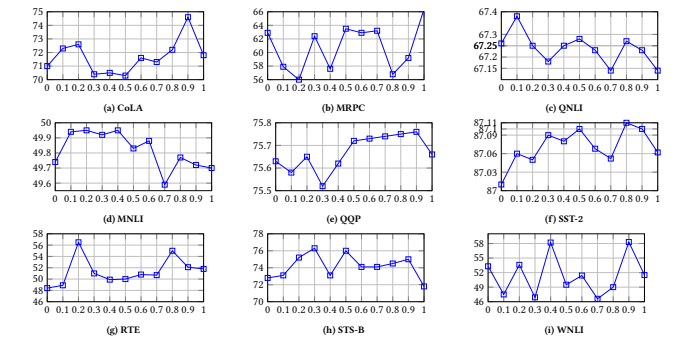 75
74
73
72
71
70
0 0.1 0.2 0.3 0.4 0.5 0.6 0.7 0.8 0.9 1
(a) CoLA
66
64
62
60
58
56
0 0.1 0.2 0.3 0.4 0.5 0.6 0.7 0.8 0.9 1
(b) MRPC
67.4
67.3
67.25
67.2
67.15
0 0.1 0.2 0.3 0.4 0.5 0.6 0.7 0.8 0.9 1
(c) QNLI
50
49.9
49.8
49.7
49.6
0 0.1 0.2 0.3 0.4 0.5 0.6 0.7 0.8 0.9 1
(d) MNLI
75.8
75.7
75.6
75.5
0 0.1 0.2 0.3 0.4 0.5 0.6 0.7 0.8 0.9 1
(e) QQP
87.11
87.1
87.09
87.06
87.03
87
0 0.1 0.2 0.3 0.4 0.5 0.6 0.7 0.8 0.9 1
(f) SST-2
58
56
54
52
50
48
46
0 0.1 0.2 0.3 0.4 0.5 0.6 0.7 0.8 0.9 1
(g) RTE
78
76
74
72
70
0 0.1 0.2 0.3 0.4 0.5 0.6 0.7 0.8 0.9 1
(h) STS-B
58
55
52
49
46
0 0.1 0.2 0.3 0.4 0.5 0.6 0.7 0.8 0.9 1
(i) WNLI